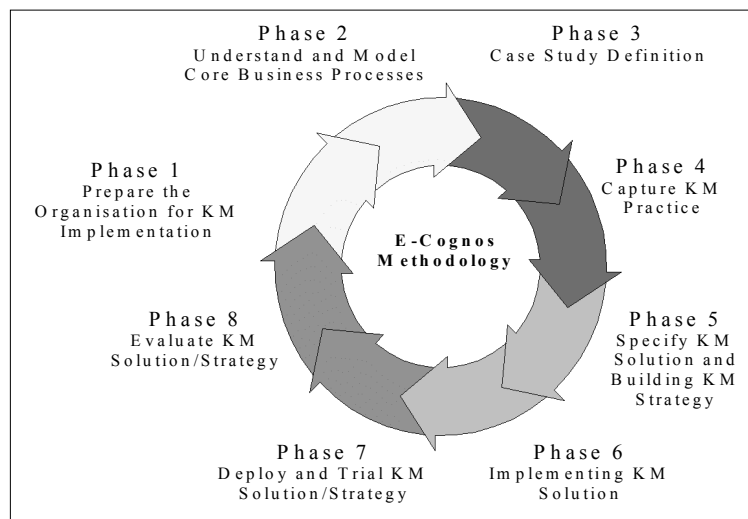 Phase 2
Understand and Model
Core Business Processes
Phase 3
Case Study Definition
Phase 1
Prepare the
Organisation for KM
Implementation
Phase 4
Capture KM
Practice
E-Cognos
Methodology
Phase 8
Evaluate KM
Solution/Strategy
Phase 5
Specify KM
Solution and
Building KM
Strategy
Phase 7
Deploy and Trial KM
Solution/Strategy
Phase 6
Implementing KM
Solution